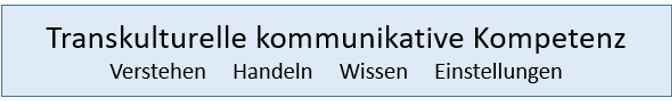 Transkulturelle kommunikative Kompetenz
Verstehen Handeln Wissen Einstellungen